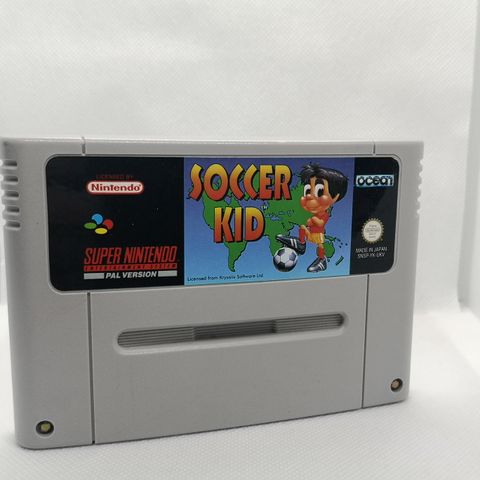 LICENSED BY
Nintendo
SUPER NINTENDO
ENTERTAINMENT SYSTEM
PAL VERSION
SOCCER
KID
Licensed from Krysalis Software Ltd
ocean
MADE IN JAPAN
SNSP-YK-UKV